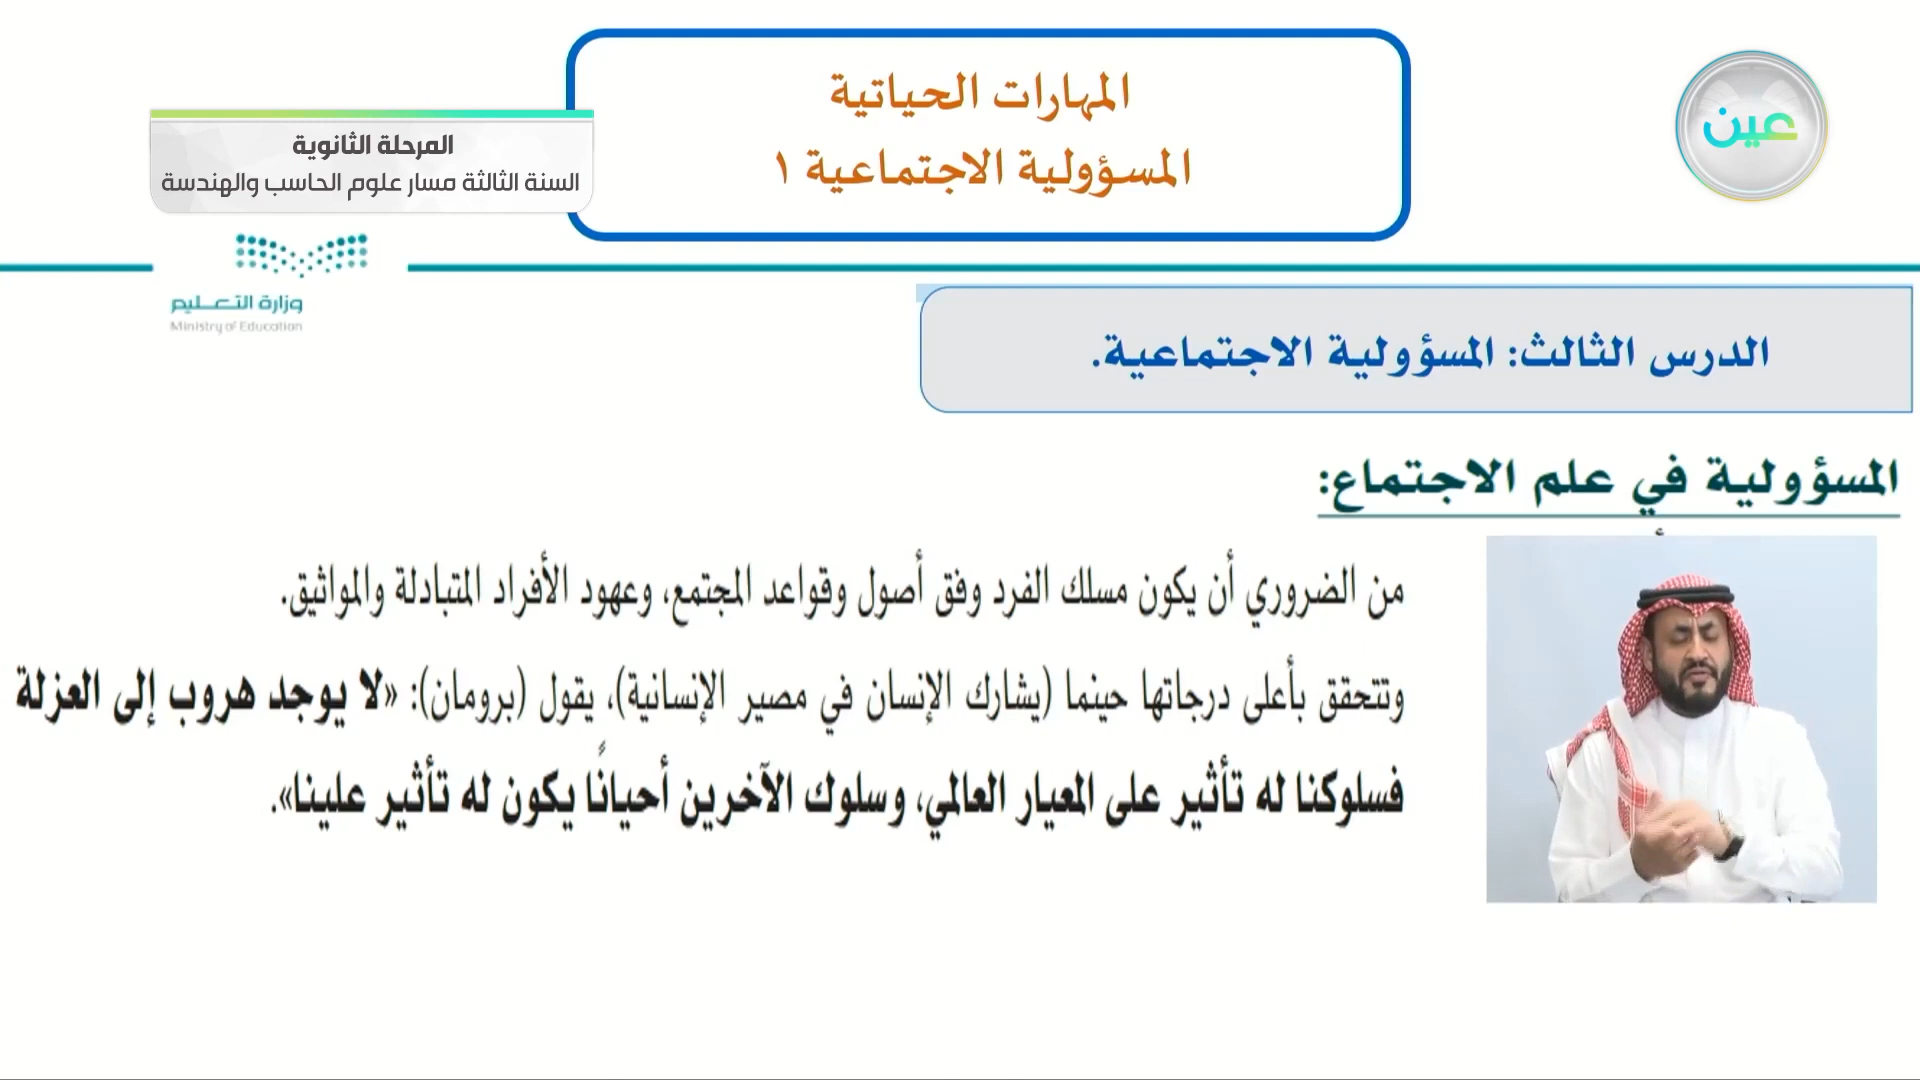 المهارات الحياتية
المسؤولية الاجتماعية ١
عين
المرحلة الثانوية
السنة الثالثة مسار علوم الحاسب والهندسة
وزارة التعـــليم
Ministry of Education
الدرس الثالث: المسؤولية الاجتماعية.
المسؤولية في علم الاجتماع:
من الضروري أن يكون مسلك الفرد وفق أصول وقواعد المجتمع، وعهود الأفراد المتبادلة والمواثيق.
وتتحقق بأعلى درجاتها حينما (يشارك الإنسان في مصير الإنسانية)، يقول (برومان): «لا يوجد هروب إلى العزلة
فسلوكنا له تأثير على المعيار العالمي، وسلوك الآخرين أحيانًا يكون له تأثير علينا».